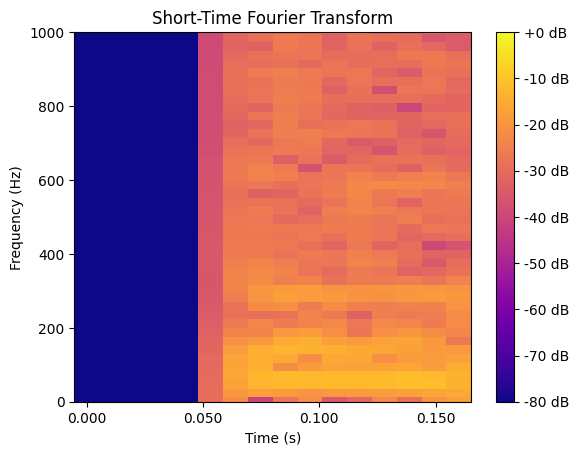 Short-Time Fourier Transform
1000
800
600
400
200
0
Frequency (Hz)
0.000
0.050
0.100
0.150
Time (s)
+0 dB
-10 dB
-20 dB
-30 dB
-40 dB
-50 dB
-60 dB
-70 dB
-80 dB